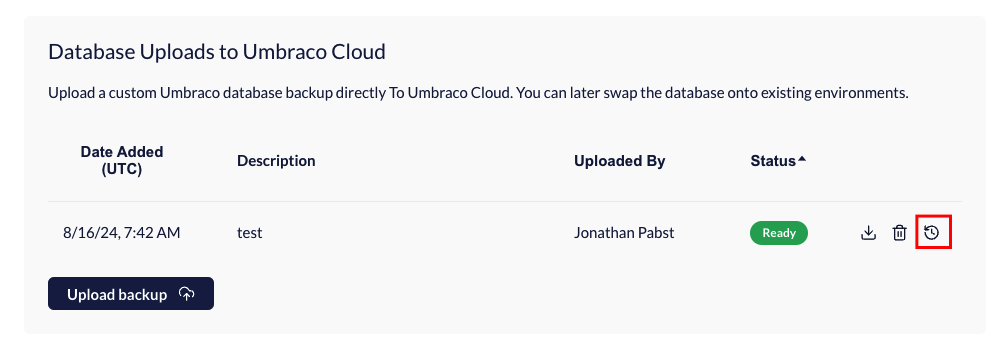 Database Uploads to Umbraco Cloud
Upload a custom Umbraco database backup directly To Umbraco Cloud. You can later swap the database onto existing environments.
Date Added
(UTC)
Description
Uploaded By
Status
8/16/24, 7:42 AM
test
Jonathan Pabst
Ready
Upload backup